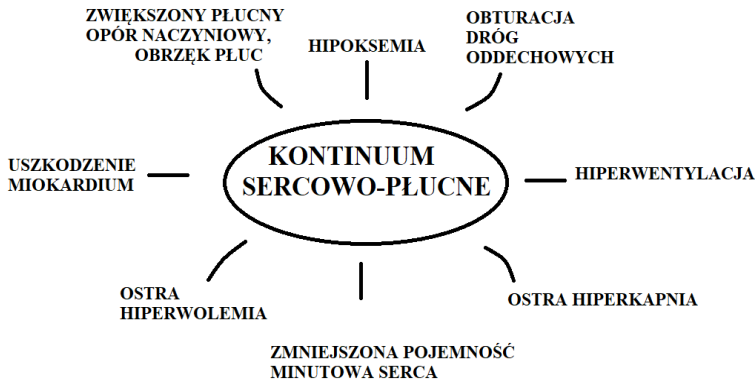 ZWIĘKSZONY PŁUCNY
OPÓR NACZYNIOWY,
OBRZĘK PŁUC
HIPOKSEMIA
OBTURACJA
DRÓG
ODDECHOWYCH
USZKODZENIE
MIOKARDIUM
KONTINUUM
SERCOWO-PŁUCNE
HIPERWENTYLACJA
OSTRA
HIPERWOLEMIA
OSTRA HIPERKAPNIA
ZMNIEJSZONA POJEMNOŚĆ
MINUTOWA SERCA